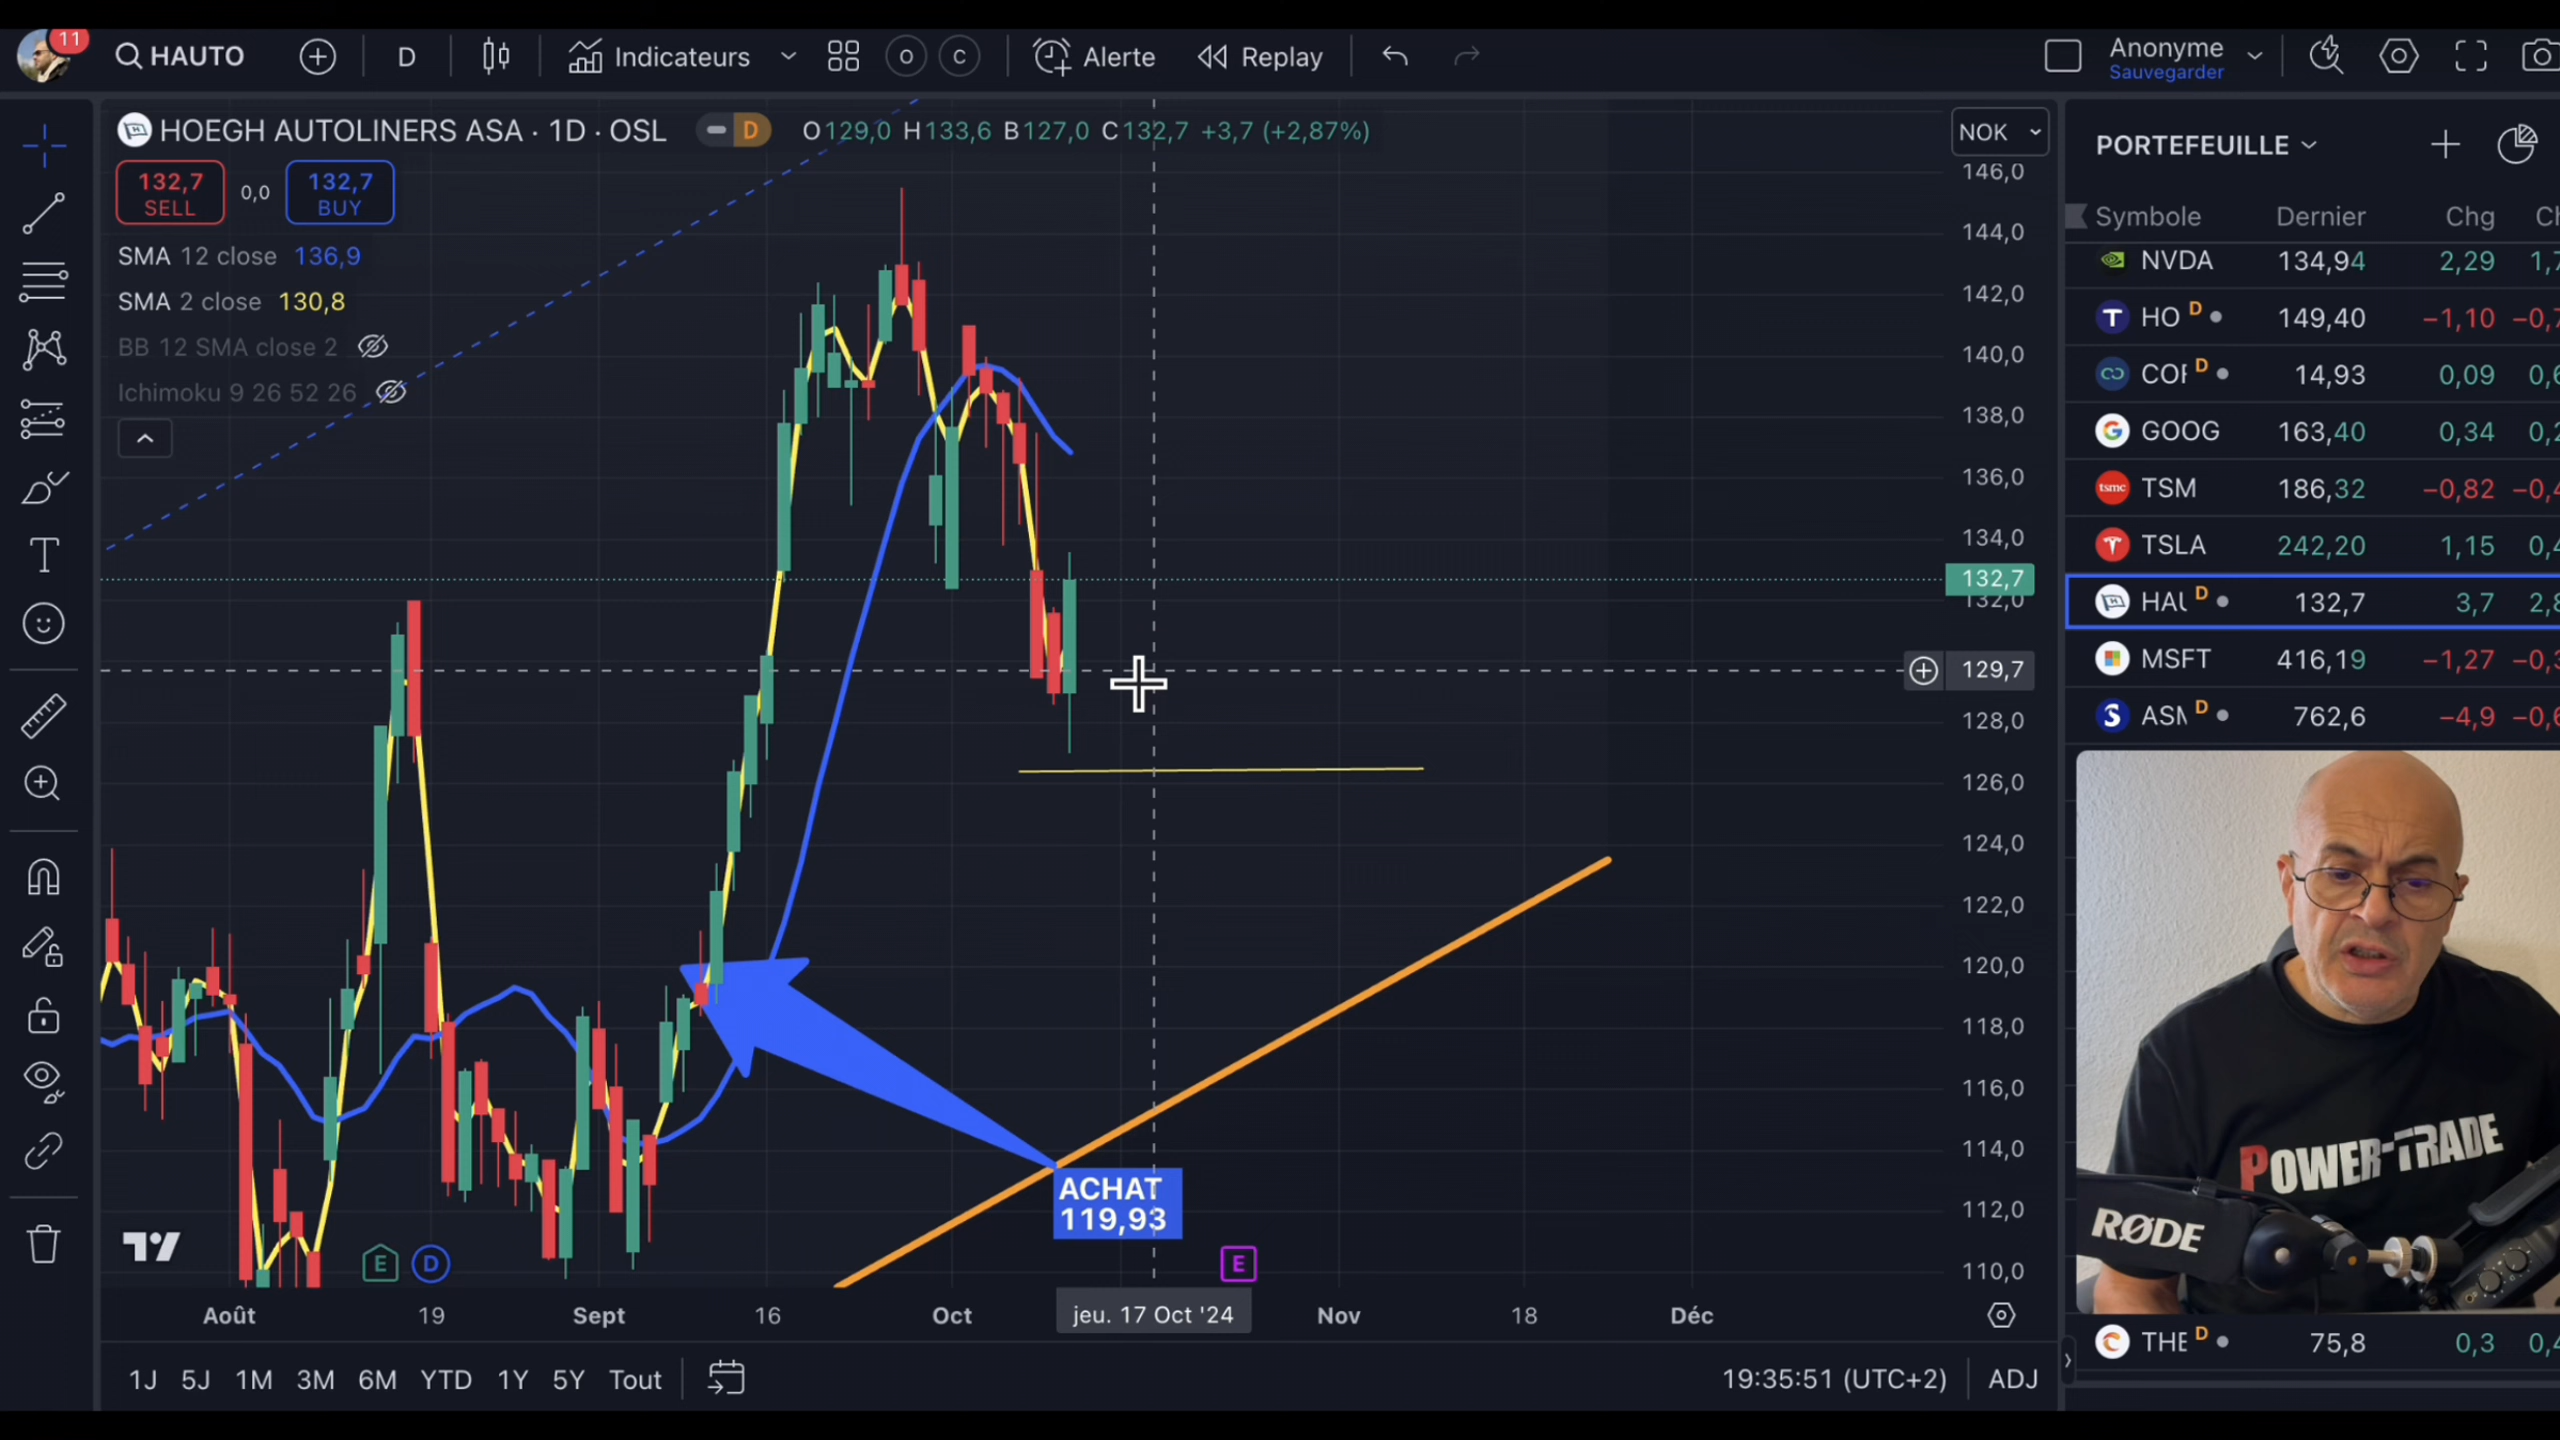 11
HAUTO
D
Indicateurs
O
C
Alerte
Replay
Anonyme
Sauvegarder
HOEGH AUTOLINERS ASA · 1D · OSL
D
O129,0 H133,6 B127,0 C132,7 +3,7 (+2,87%)
NOK
132,7
SELL
0,0
132,7
BUY
SMA 12 close 136,9
SMA 2 close 130,8
BB 12 SMA close 2
Ichimoku 9 26 52 26
146,0
144,0
142,0
140,0
138,0
136,0
134,0
132,7
132,0
129,7
128,0
126,0
124,0
122,0
120,0
118,0
116,0
114,0
112,0
110,0
ACHAT
119,93
E
D
E
Août
19
Sept
16
Oct
jeu. 17 Oct '24
Nov
18
Déc
1J
5J
1M
3M
6M
YTD
1Y
5Y
Tout
19:35:51 (UTC+2)
ADJ
PORTEFEUILLE
Symbole Dernier Chg
NVDA 134,94 2,29
HO D 149,40 −1,10
D 14,93 0,09
GOOG 163,40 0,34
tsmc TSM 186,32 −0,82
TSLA 242,20 1,15
D 132,7 3,7
MSFT 416,19 −1,27
D 762,6 −4,9
POWER-TRADE
RØDE
THE D 75,8 0,3